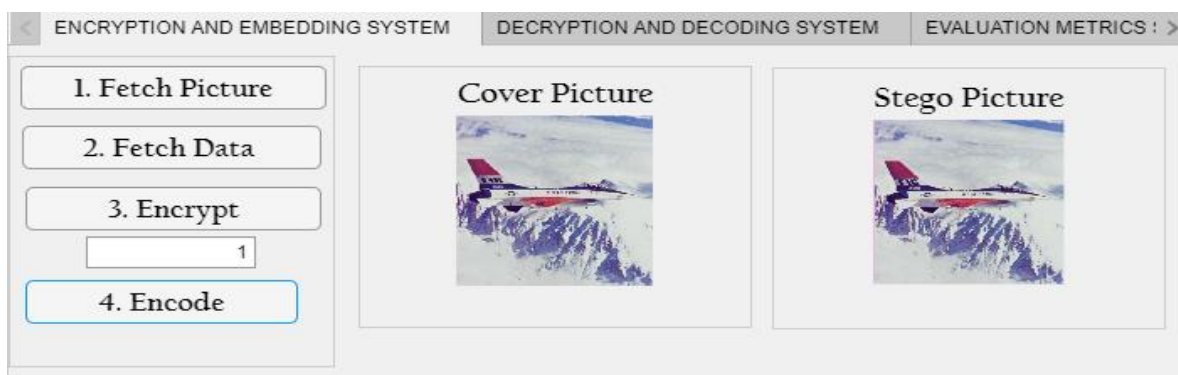 < ENCRYPTION AND EMBEDDING SYSTEM DECRYPTION AND DECODING SYSTEM EVALUATION METRICS S >
1. Fetch Picture
2. Fetch Data
3. Encrypt
1
4. Encode
Cover Picture
Stego Picture